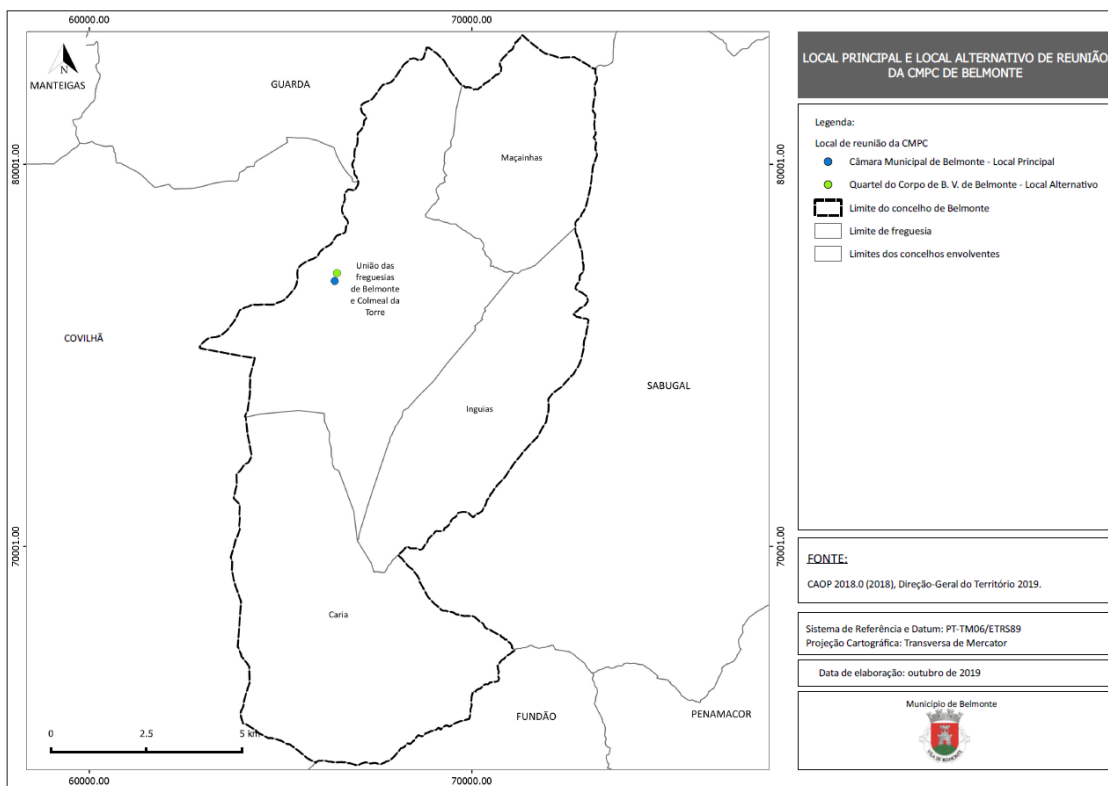 60000.00
70000.00
LOCAL PRINCIPAL E LOCAL ALTERNATIVO DE REUNIÃO
DA CMPC DE BELMONTE
N
MANTEIGAS
GUARDA
Maçainhas
80001.00
80001.00
União das
freguesias
de Belmonte
e Colmeal da
Torre
COVILHÃ
SABUGAL
Inguias
70001.00
70001.00
Caria
FUNDÃO
PENAMACOR
0
2.5
5 km
60000.00
70000.00
Legenda:
Local de reunião da CMPC
Câmara Municipal de Belmonte - Local Principal
Quartel do Corpo de B. V. de Belmonte - Local Alternativo
Limite do concelho de Belmonte
Limite de freguesia
Limites dos concelhos envolventes
FONTE:
CAOP 2018.0 (2018), Direção-Geral do Território 2019.
Sistema de Referência e Datum: PT-TM06/ETRS89
Projeção Cartográfica: Transversa de Mercator
Data de elaboração: outubro de 2019
Município de Belmonte
VILA DE BELMONTE